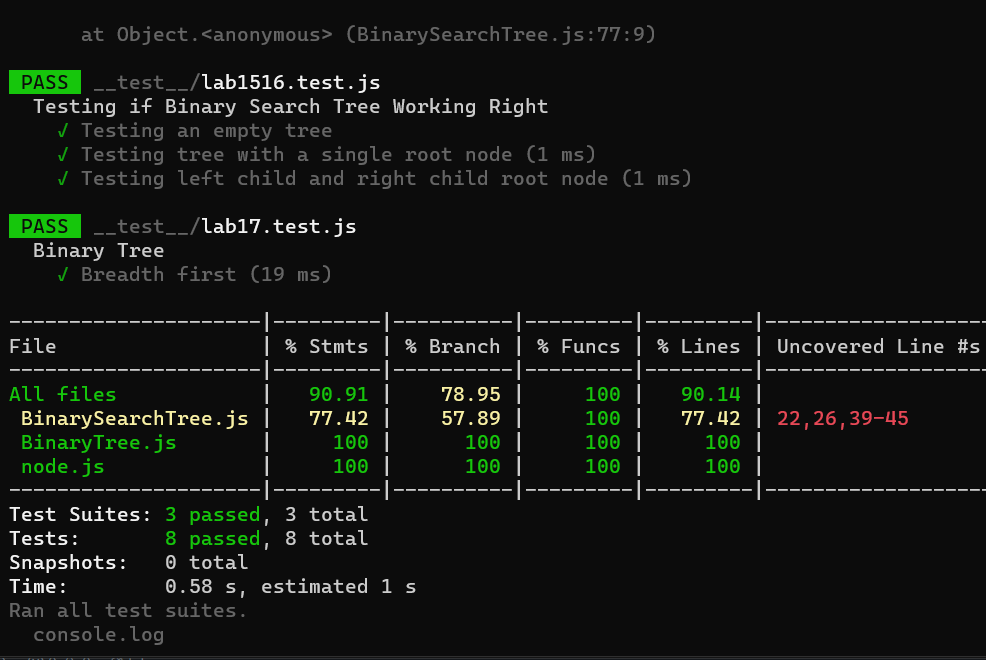 at Object.<anonymous> (BinarySearchTree.js:77:9)
PASS __test__/lab1516.test.js
Testing if Binary Search Tree Working Right
√ Testing an empty tree
√ Testing tree with a single root node (1 ms)
√ Testing left child and right child root node (1 ms)
PASS __test__/lab17.test.js
Binary Tree
√ Breadth first (19 ms)
---------------------|---------|----------|---------|---------|-------------------
File | % Stmts | % Branch | % Funcs | % Lines | Uncovered Line #s
---------------------|---------|----------|---------|---------|-------------------
All files | 90.91 | 78.95 | 100 | 90.14 |
BinarySearchTree.js | 77.42 | 57.89 | 100 | 77.42 | 22,26,39-45
BinaryTree.js | 100 | 100 | 100 | 100 |
node.js | 100 | 100 | 100 | 100 |
---------------------|---------|----------|---------|---------|-------------------
Test Suites: 3 passed, 3 total
Tests: 8 passed, 8 total
Snapshots: 0 total
Time: 0.58 s, estimated 1 s
Ran all test suites.
console.log